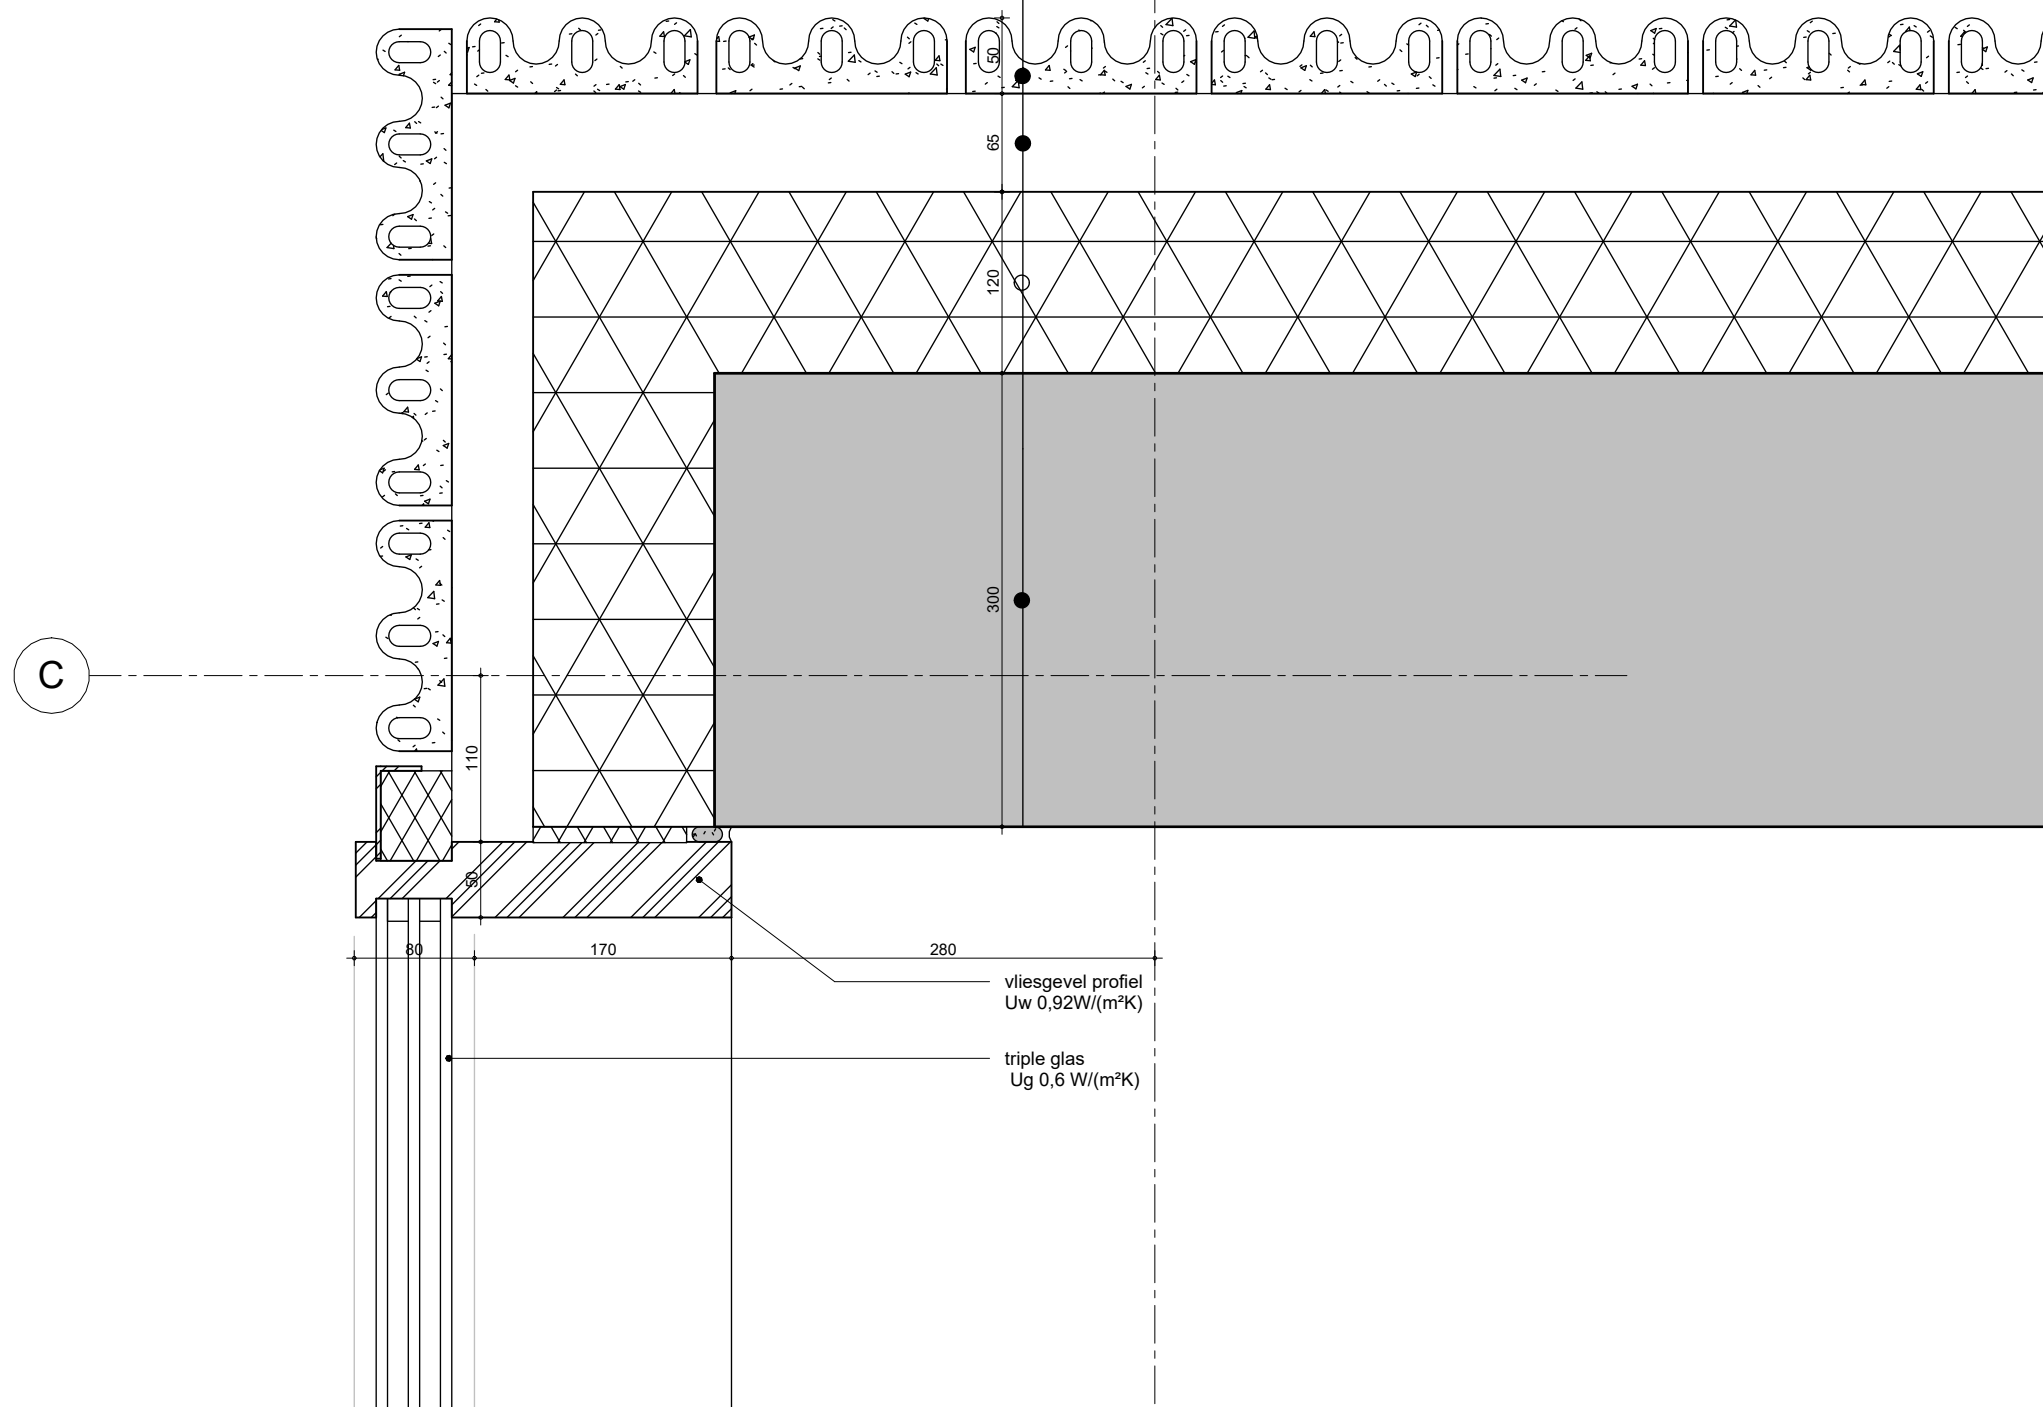 50
65
120
300
C
110
50
80
170
280
vliesgevel profiel
Uw 0,92W/(m²K)
triple glas
Ug 0,6 W/(m²K)